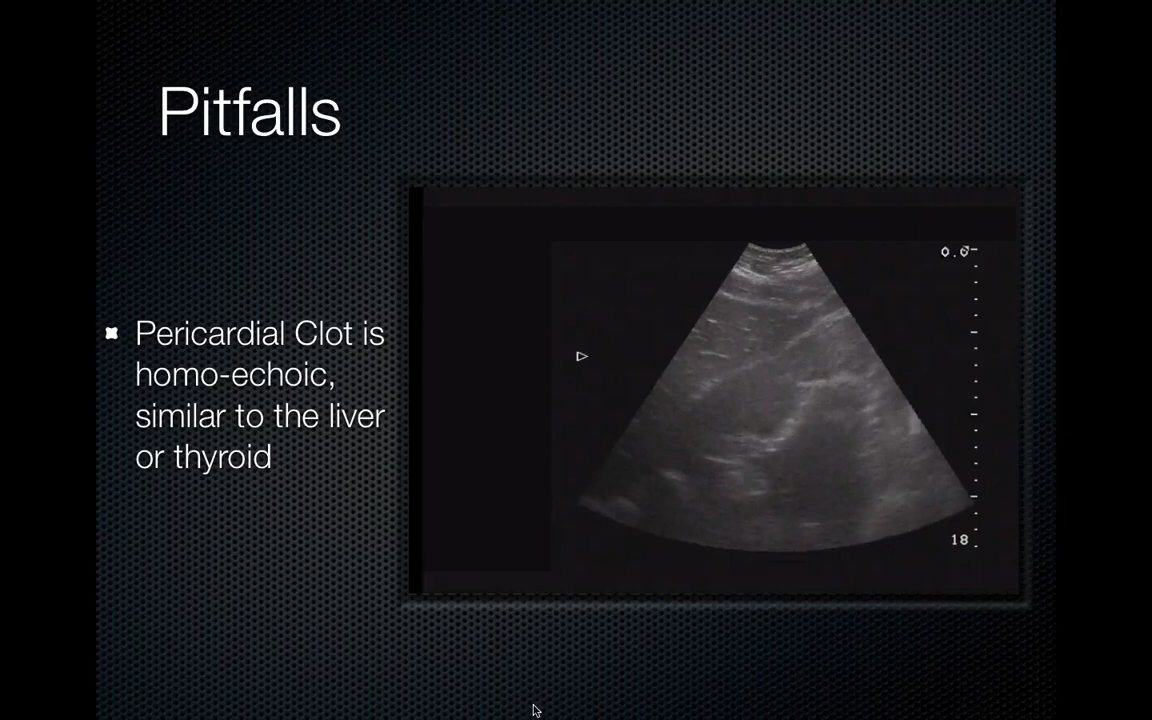 Pitfalls
Pericardial Clot is
homo-echoic,
similar to the liver
or thyroid
0.0
18